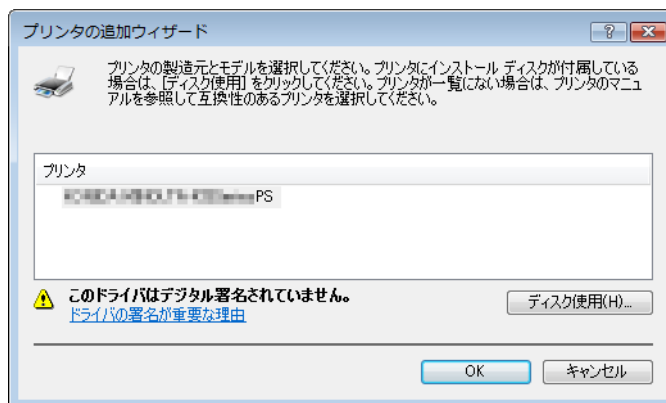 プリンタの追加ウィザード
プリンタの製造元とモデルを選択してください。プリンタにインストール ディスクが付属している
場合は、[ディスク使用] をクリックしてください。プリンタが一覧にない場合は、プリンタのマニュ
アルを参照して互換性のあるプリンタを選択してください。
プリンタ
PS
このドライバはデジタル署名されていません。
ドライバの署名が重要な理由
ディスク使用(H)...
OK
キャンセル